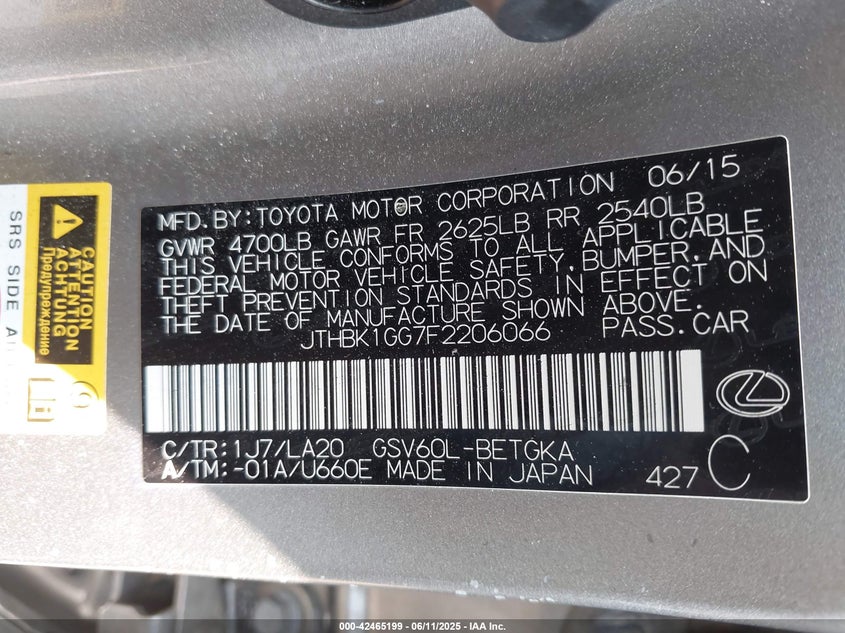 MFD. BY: TOYOTA MOTOR CORPORATION 06/15
GVWR 4700LB GAWR FR 2625LB RR 2540LB
THIS VEHICLE CONFORMS TO ALL APPLICABLE
FEDERAL MOTOR VEHICLE SAFETY, BUMPER, AND
THEFT PREVENTION STANDARDS IN EFFECT ON
THE DATE OF MANUFACTURE SHOWN ABOVE.
JTHBK1GG7F2206066 PASS. CAR
C/TR: 1J7/LA20 GSV60L-BETGKA
A/TM: -01A/U660E MADE IN JAPAN
427 C
CAUTION
ATTENTION
ACHTUNG
Предупреждение
SRS SIDE
000-42465199 - 06/11/2025 - IAA Inc.